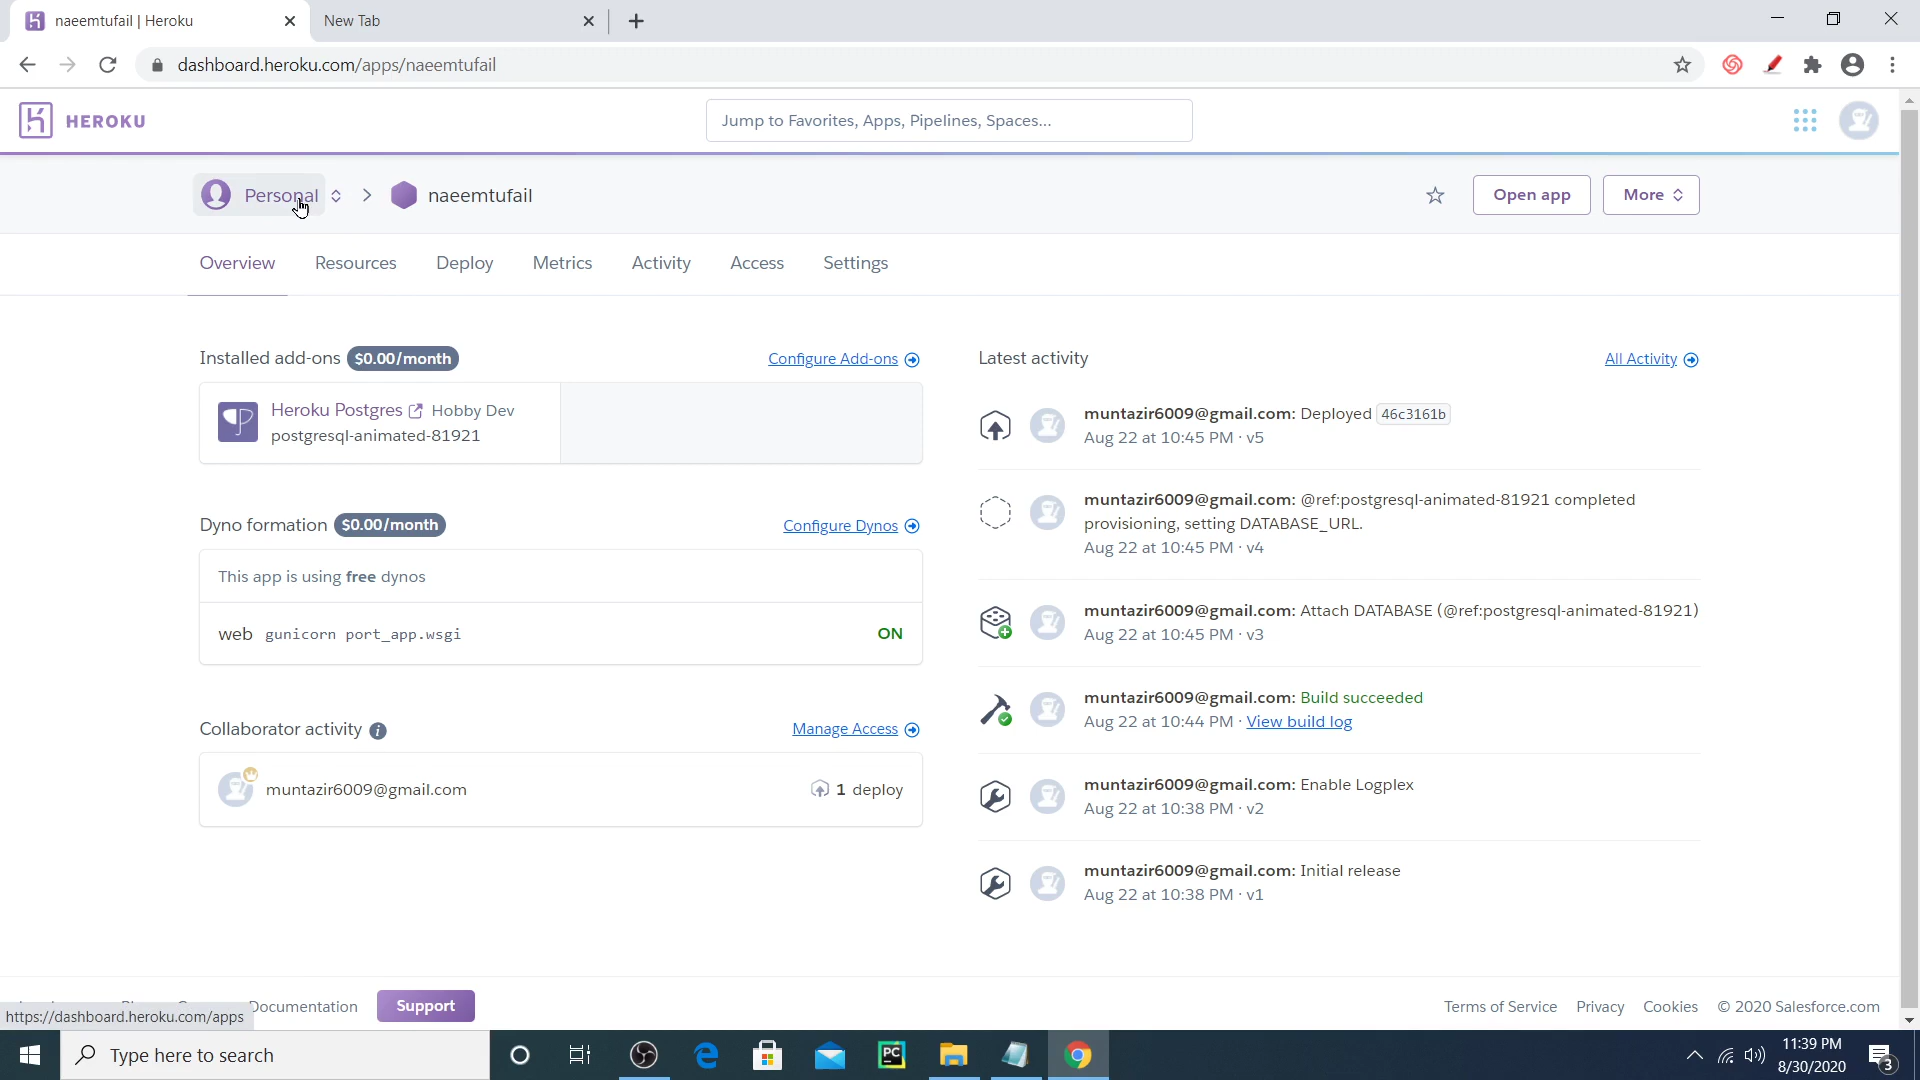 naeemtufail | Heroku
New Tab
dashboard.heroku.com/apps/naeemtufail
HEROKU
Jump to Favorites, Apps, Pipelines, Spaces...
Personal
naeemtufail
Open app
More
Overview
Resources
Deploy
Metrics
Activity
Access
Settings
Installed add-ons $0.00/month
Configure Add-ons
Heroku Postgres Hobby Dev
postgresql-animated-81921
Dyno formation $0.00/month
Configure Dynos
This app is using free dynos
web gunicorn port_app.wsgi
ON
Collaborator activity i
Manage Access
muntazir6009@gmail.com
1 deploy
Latest activity
All Activity
muntazir6009@gmail.com: Deployed 46c3161b
Aug 22 at 10:45 PM · v5
muntazir6009@gmail.com: @ref:postgresql-animated-81921 completed
provisioning, setting DATABASE_URL.
Aug 22 at 10:45 PM · v4
muntazir6009@gmail.com: Attach DATABASE (@ref:postgresql-animated-81921)
Aug 22 at 10:45 PM · v3
muntazir6009@gmail.com: Build succeeded
Aug 22 at 10:44 PM · View build log
muntazir6009@gmail.com: Enable Logplex
Aug 22 at 10:38 PM · v2
muntazir6009@gmail.com: Initial release
Aug 22 at 10:38 PM · v1
Documentation
Support
Terms of Service
Privacy
Cookies
© 2020 Salesforce.com
https://dashboard.heroku.com/apps
Type here to search
PC
11:39 PM
8/30/2020
3